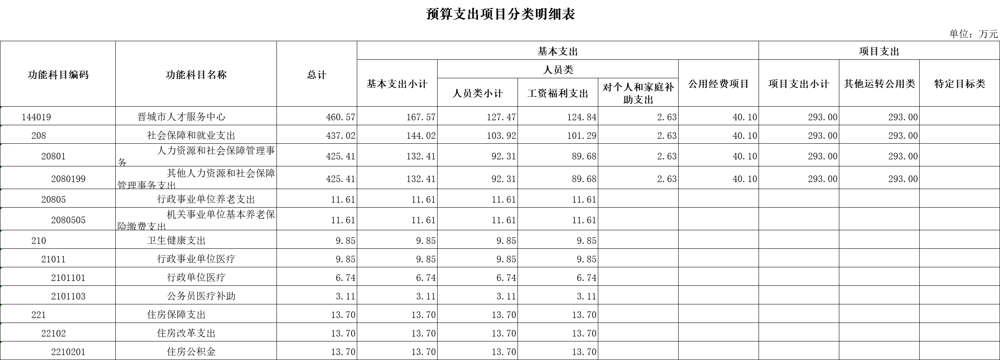 预算支出项目分类明细表
单位：万元
功能科目编码 功能科目名称 总计 基本支出 项目支出
基本支出小计 人员类 公用经费项目 项目支出小计 其他运转公用类 特定目标类
人员类小计 工资福利支出 对个人和家庭补
助支出
144019 晋城市人才服务中心 460.57 167.57 127.47 124.84 2.63 40.10 293.00 293.00
208 社会保障和就业支出 437.02 144.02 103.92 101.29 2.63 40.10 293.00 293.00
20801 人力资源和社会保障管理事
务 425.41 132.41 92.31 89.68 2.63 40.10 293.00 293.00
2080199 其他人力资源和社会保障
管理事务支出 425.41 132.41 92.31 89.68 2.63 40.10 293.00 293.00
20805 行政事业单位养老支出 11.61 11.61 11.61 11.61
2080505 机关事业单位基本养老保
险缴费支出 11.61 11.61 11.61 11.61
210 卫生健康支出 9.85 9.85 9.85 9.85
21011 行政事业单位医疗 9.85 9.85 9.85 9.85
2101101 行政单位医疗 6.74 6.74 6.74 6.74
2101103 公务员医疗补助 3.11 3.11 3.11 3.11
221 住房保障支出 13.70 13.70 13.70 13.70
22102 住房改革支出 13.70 13.70 13.70 13.70
2210201 住房公积金 13.70 13.70 13.70 13.70